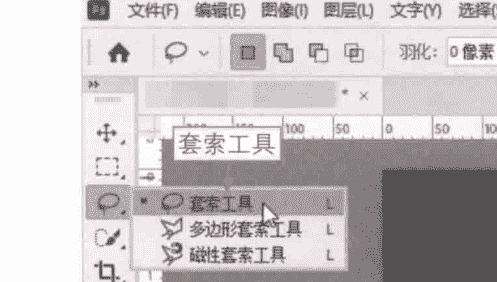 Ps 文件(F) 编辑(E) 图像(I) 图层(L) 文字(Y) 选择(
羽化: 0 像素
* ×
100 50 0 50 10
套索工具
套索工具 L
多边形套索工具 L
磁性套索工具 L